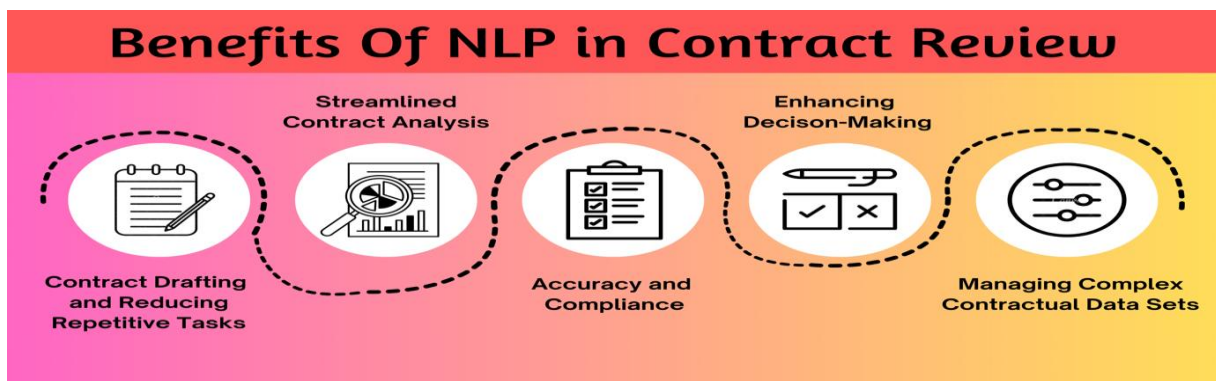 Benefits Of NLP in Contract Review
Contract Drafting
and Reducing
Repetitive Tasks
Streamlined
Contract Analysis
Accuracy and
Compliance
Enhancing
Decison-Making
Managing Complex
Contractual Data Sets